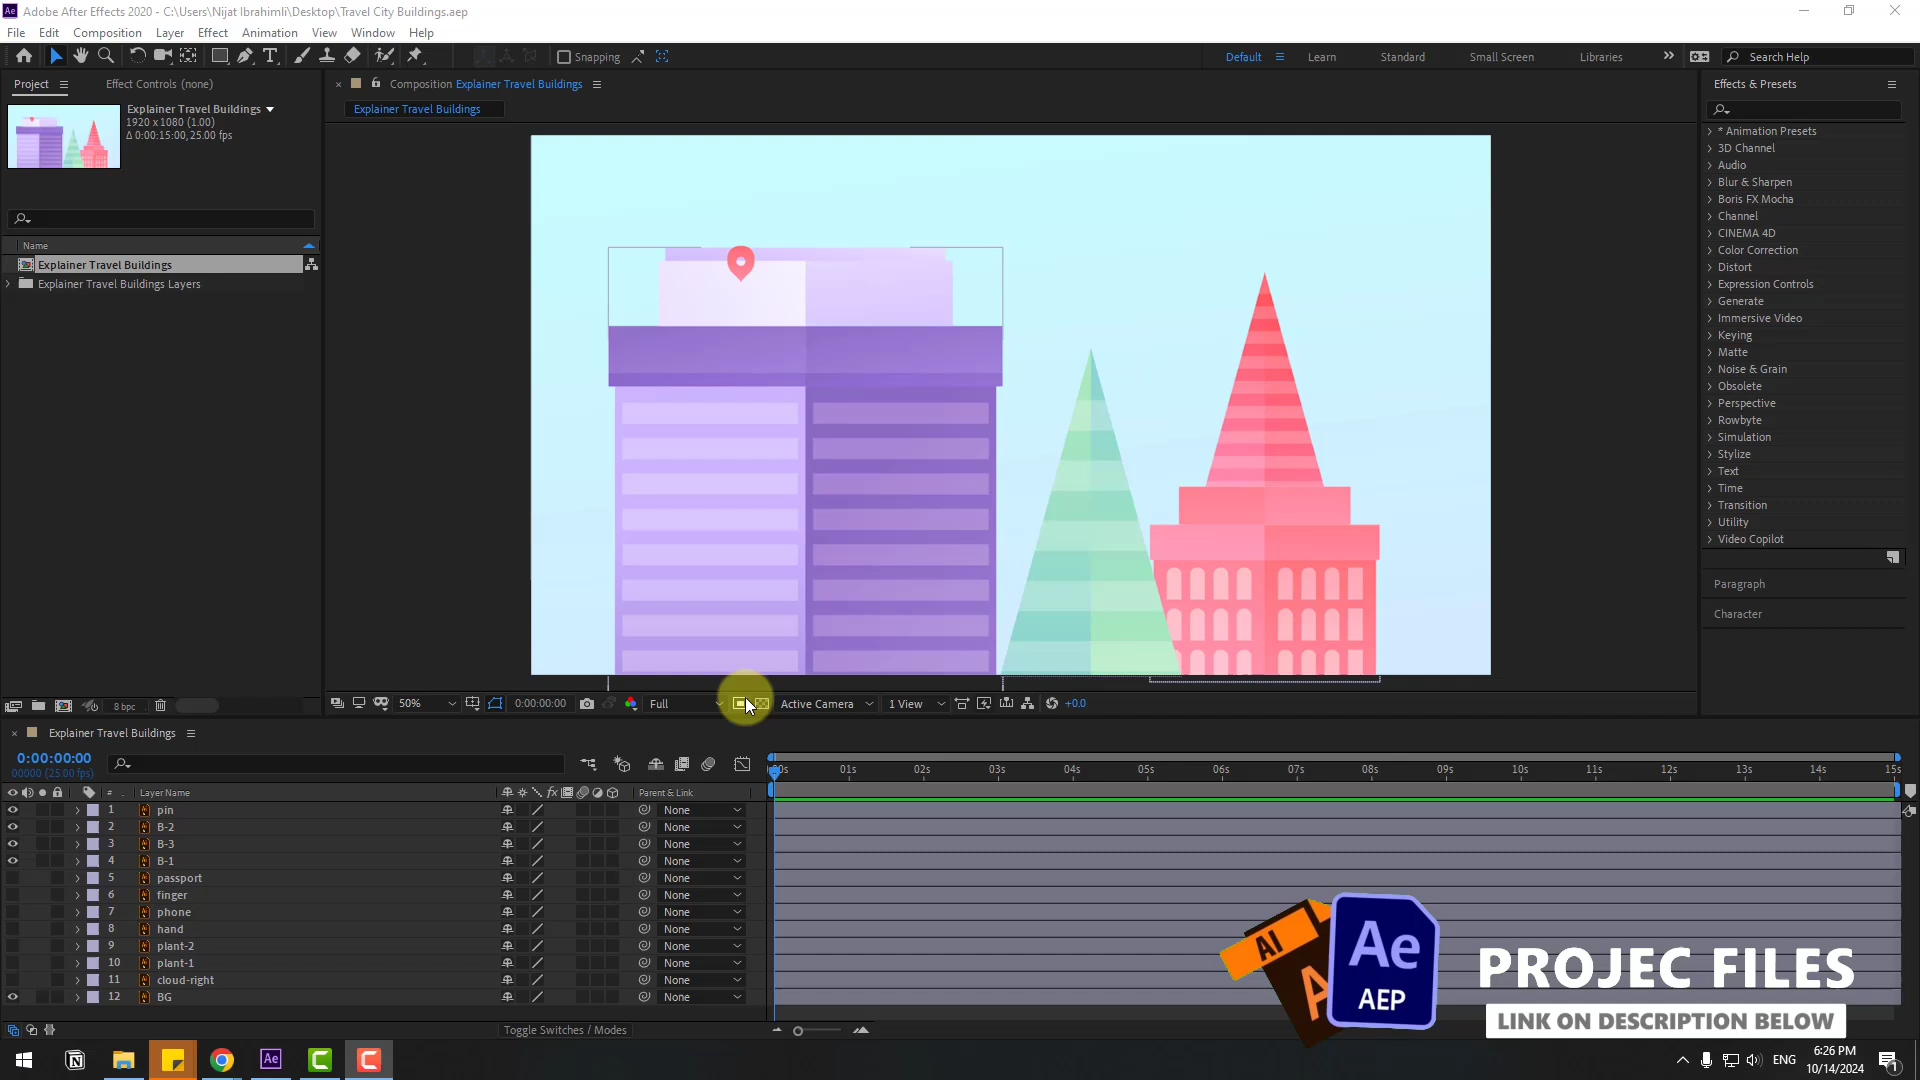 Adobe After Effects 2020 - C:\Users\Nijat Ibrahimli\Desktop\Travel City Buildings.aep
File Edit Composition Layer Effect Animation View Window Help
Snapping
Default Learn Standard Small Screen Libraries Search Help
Project Effect Controls (none)
Composition Explainer Travel Buildings
Effects & Presets
Explainer Travel Buildings
1920 x 1080 (1.00)
Δ 0:00:15:00, 25.00 fps
Explainer Travel Buildings
Name
Explainer Travel Buildings
Explainer Travel Buildings Layers
* Animation Presets
3D Channel
Audio
Blur & Sharpen
Boris FX Mocha
Channel
CINEMA 4D
Color Correction
Distort
Expression Controls
Generate
Immersive Video
Keying
Matte
Noise & Grain
Obsolete
Perspective
Rowbyte
Simulation
Stylize
Text
Time
Transition
Utility
Video Copilot
Paragraph
Character
8 bpc
50% 0:00:00:00 Full Active Camera 1 View +0.0
Explainer Travel Buildings
0:00:00:00
00000 (25.00 fps)
:00s 01s 02s 03s 04s 05s 06s 07s 08s 09s 10s 11s 12s 13s 14s 15s
# Layer Name Parent & Link
1 pin None
2 B-2 None
3 B-3 None
4 B-1 None
5 passport None
6 finger None
7 phone None
8 hand None
9 plant-2 None
10 plant-1 None
11 cloud-right None
12 BG None
Toggle Switches / Modes
AI
A
Ae
AEP
PROJEC FILES
LINK ON DESCRIPTION BELOW
ENG
6:26 PM
10/14/2024
1